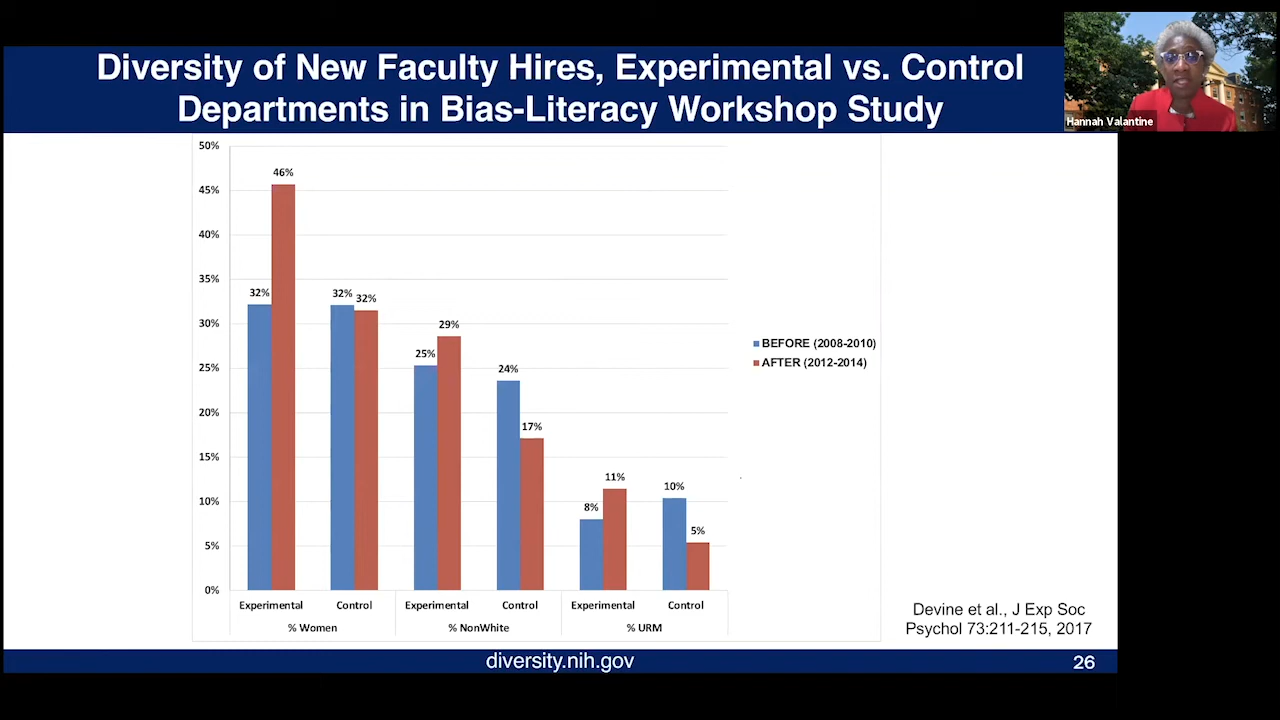 Diversity of New Faculty Hires, Experimental vs. Control
Departments in Bias-Literacy Workshop Study
Hannah Valantine
50%
45%
40%
35%
30%
25%
20%
15%
10%
5%
0%
32%
46%
32%
32%
25%
29%
24%
17%
8%
11%
10%
5%
Experimental
Control
Experimental
Control
Experimental
Control
% Women
% NonWhite
% URM
BEFORE (2008-2010)
AFTER (2012-2014)
Devine et al., J Exp Soc
Psychol 73:211-215, 2017
diversity.nih.gov
26